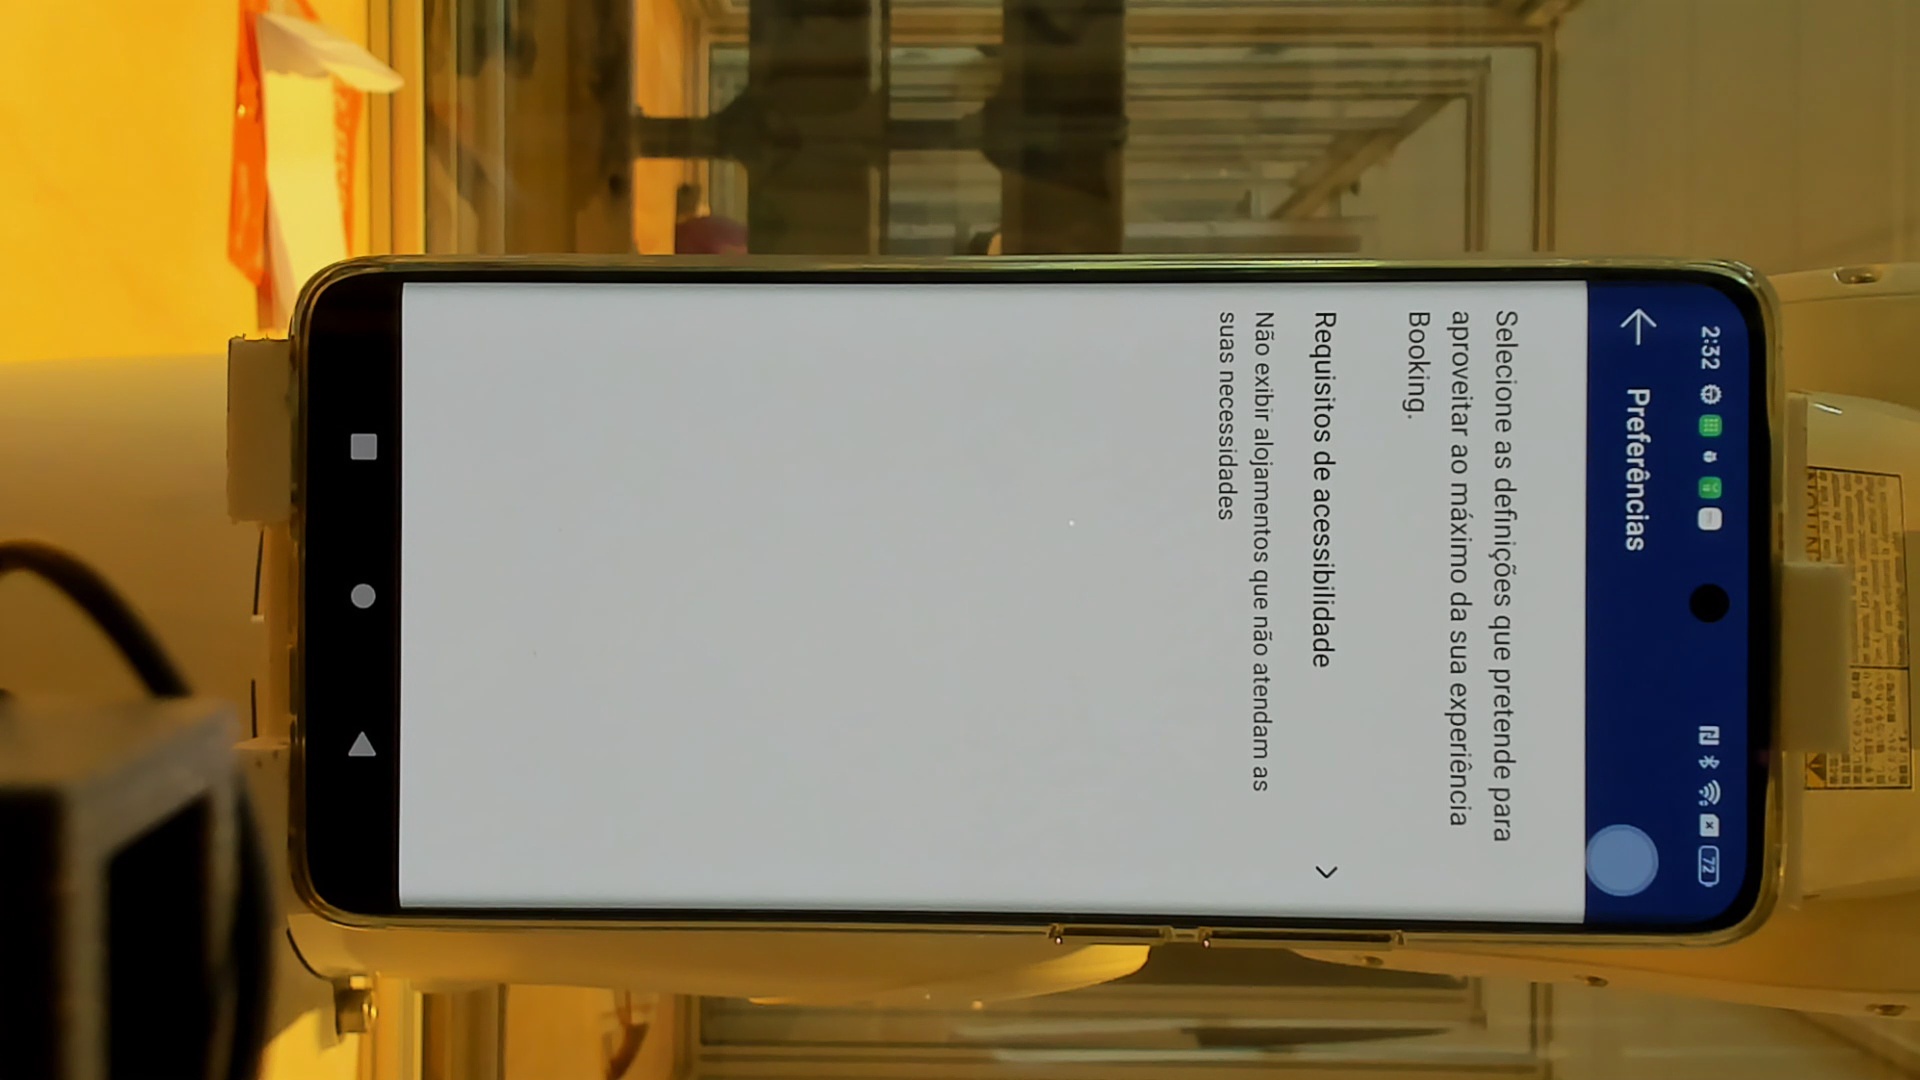 2:32
72
Preferências
Selecione as definições que pretende para
aproveitar ao máximo da sua experiência
Booking.
Requisitos de acessibilidade
Não exibir alojamentos que não atendam as
suas necessidades